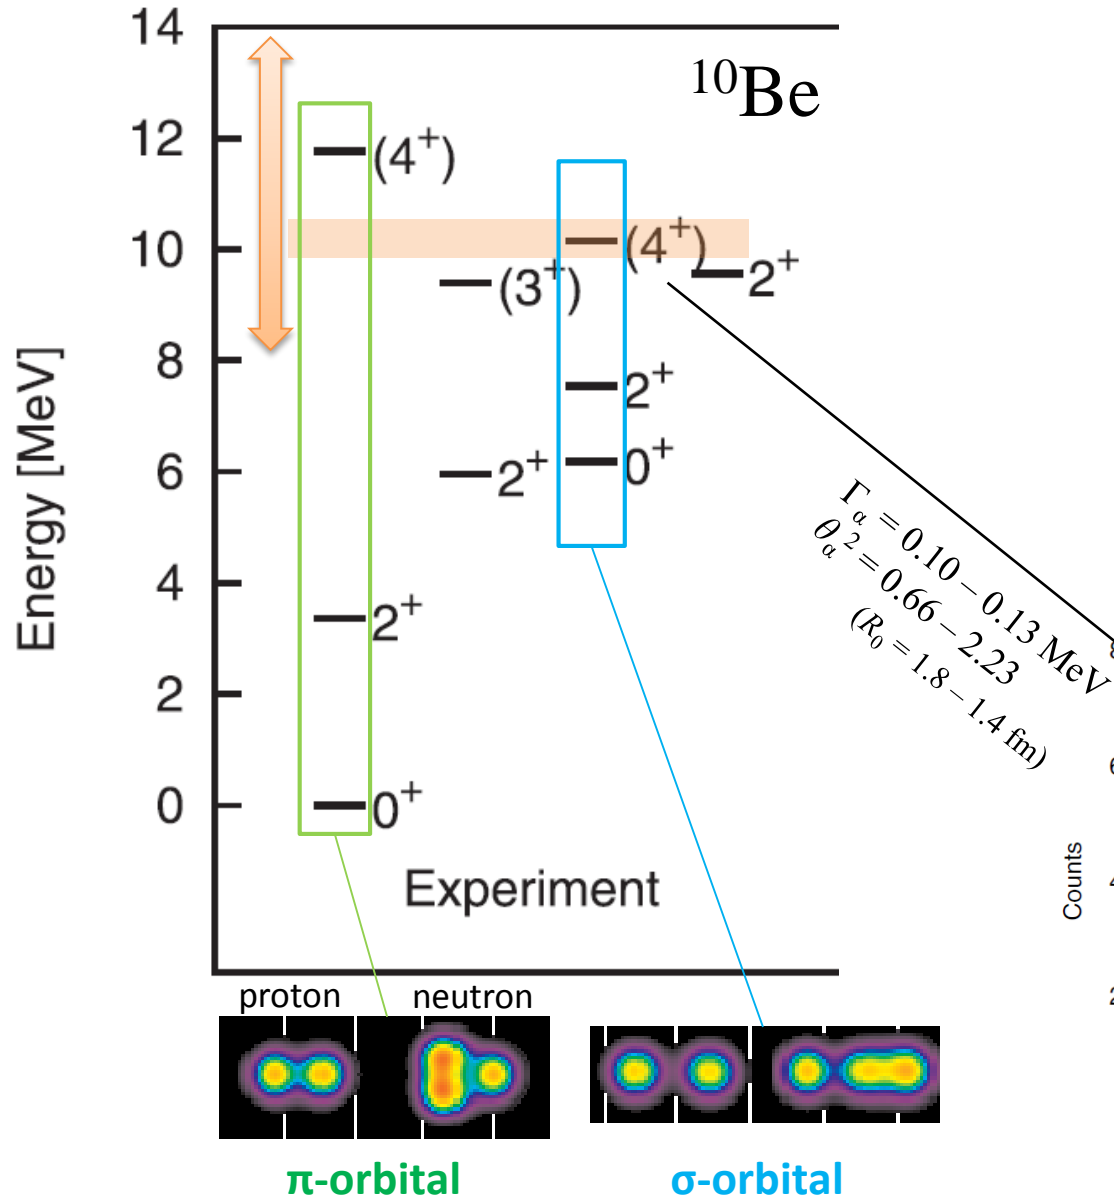 14
¹⁰Be
12
(4⁺)
10
(4⁺)
(3⁺)
2⁺
8
2⁺
6
2⁺
0⁺
Energy [MeV]
4
2⁺
2
0
0⁺
Γ_α = 0.10 – 0.13 MeV
θ_α² = 0.66 – 2.23
(R₀ = 1.8 – 1.4 fm)
Experiment
Counts
proton
neutron
π-orbital
σ-orbital